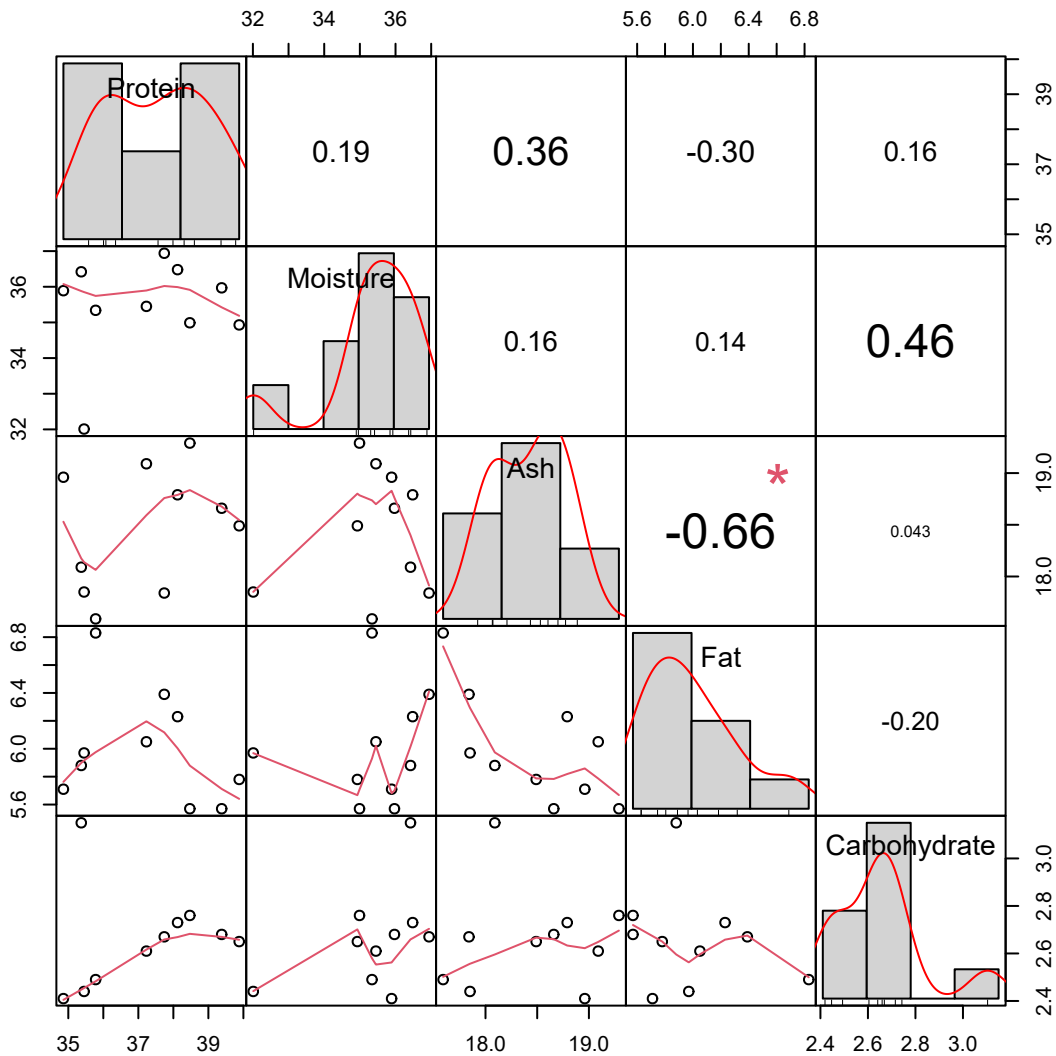 32 34 36 5.6 6.0 6.4 6.8
Protein 0.19 0.36 -0.30 0.16
35 37 39
32 34 36
Moisture 0.16 0.14 0.46
Ash -0.66 * 0.043
18.0 19.0
5.6 6.0 6.4 6.8
Fat -0.20
Carbohydrate
2.4 2.6 2.8 3.0
35 37 39 18.0 19.0 2.4 2.6 2.8 3.0